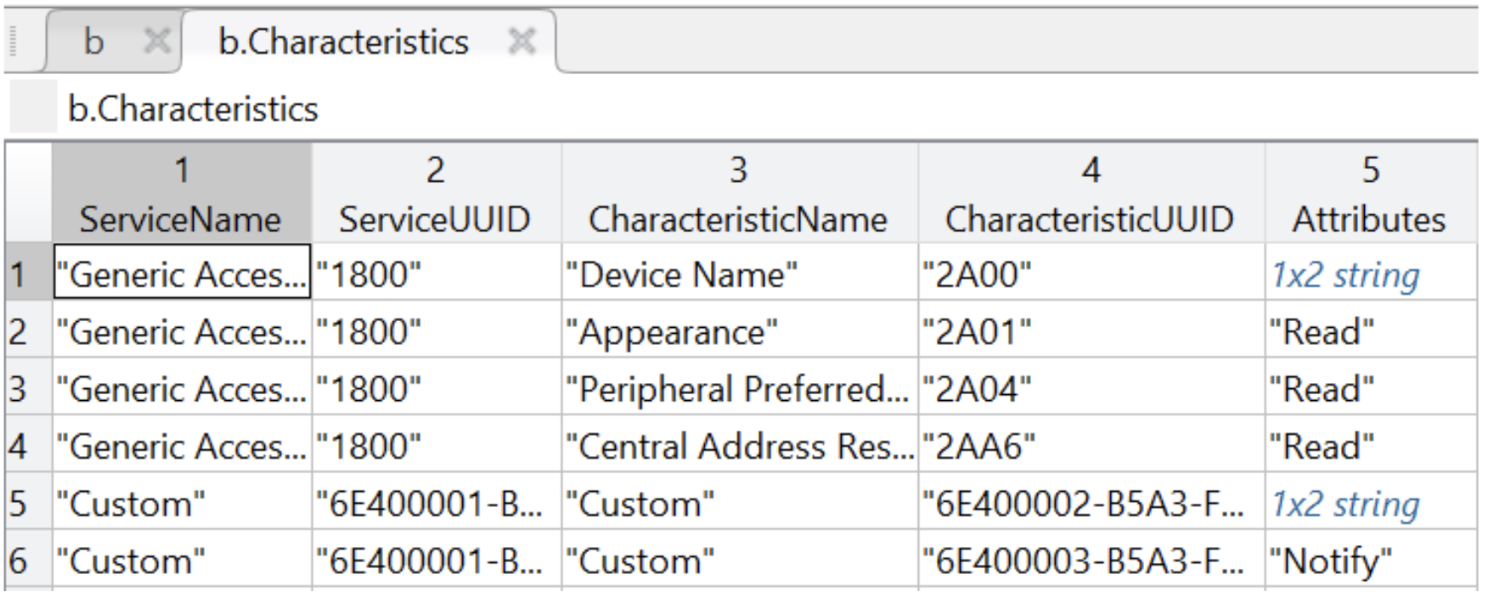 b b.Characteristics
b.Characteristics
1 2 3 4 5
ServiceName ServiceUUID CharacteristicName CharacteristicUUID Attributes
1 "Generic Acces... "1800" "Device Name" "2A00" 1x2 string
2 "Generic Acces... "1800" "Appearance" "2A01" "Read"
3 "Generic Acces... "1800" "Peripheral Preferred... "2A04" "Read"
4 "Generic Acces... "1800" "Central Address Res... "2AA6" "Read"
5 "Custom" "6E400001-B... "Custom" "6E400002-B5A3-F... 1x2 string
6 "Custom" "6E400001-B... "Custom" "6E400003-B5A3-F... "Notify"